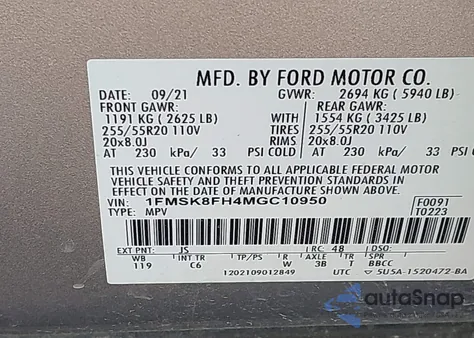 MFD. BY FORD MOTOR CO.
DATE: 09/21 GVWR: 2694 KG ( 5940 LB)
FRONT GAWR: REAR GAWR:
1191 KG ( 2625 LB) WITH 1554 KG ( 3425 LB)
255/55R20 110V TIRES 255/55R20 110V
20x8.0J RIMS 20x8.0J
AT 230 kPa/ 33 PSI COLD AT 230 kPa/ 33 PSI COLD
THIS VEHICLE CONFORMS TO ALL APPLICABLE FEDERAL MOTOR
VEHICLE SAFETY AND THEFT PREVENTION STANDARDS IN
EFFECT ON THE DATE OF MANUFACTURE SHOWN ABOVE.
VIN: 1FMSK8FH4MGC10950 F0091
TYPE: MPV T0223
EXT PNT: JS RC: 48 DSO:
WB INT TR TP/PS R AXLE TR SPR
119 C6 W 3B T BBCC
1202109012849 UTC 5U5A-1520472-BA
autoSnap